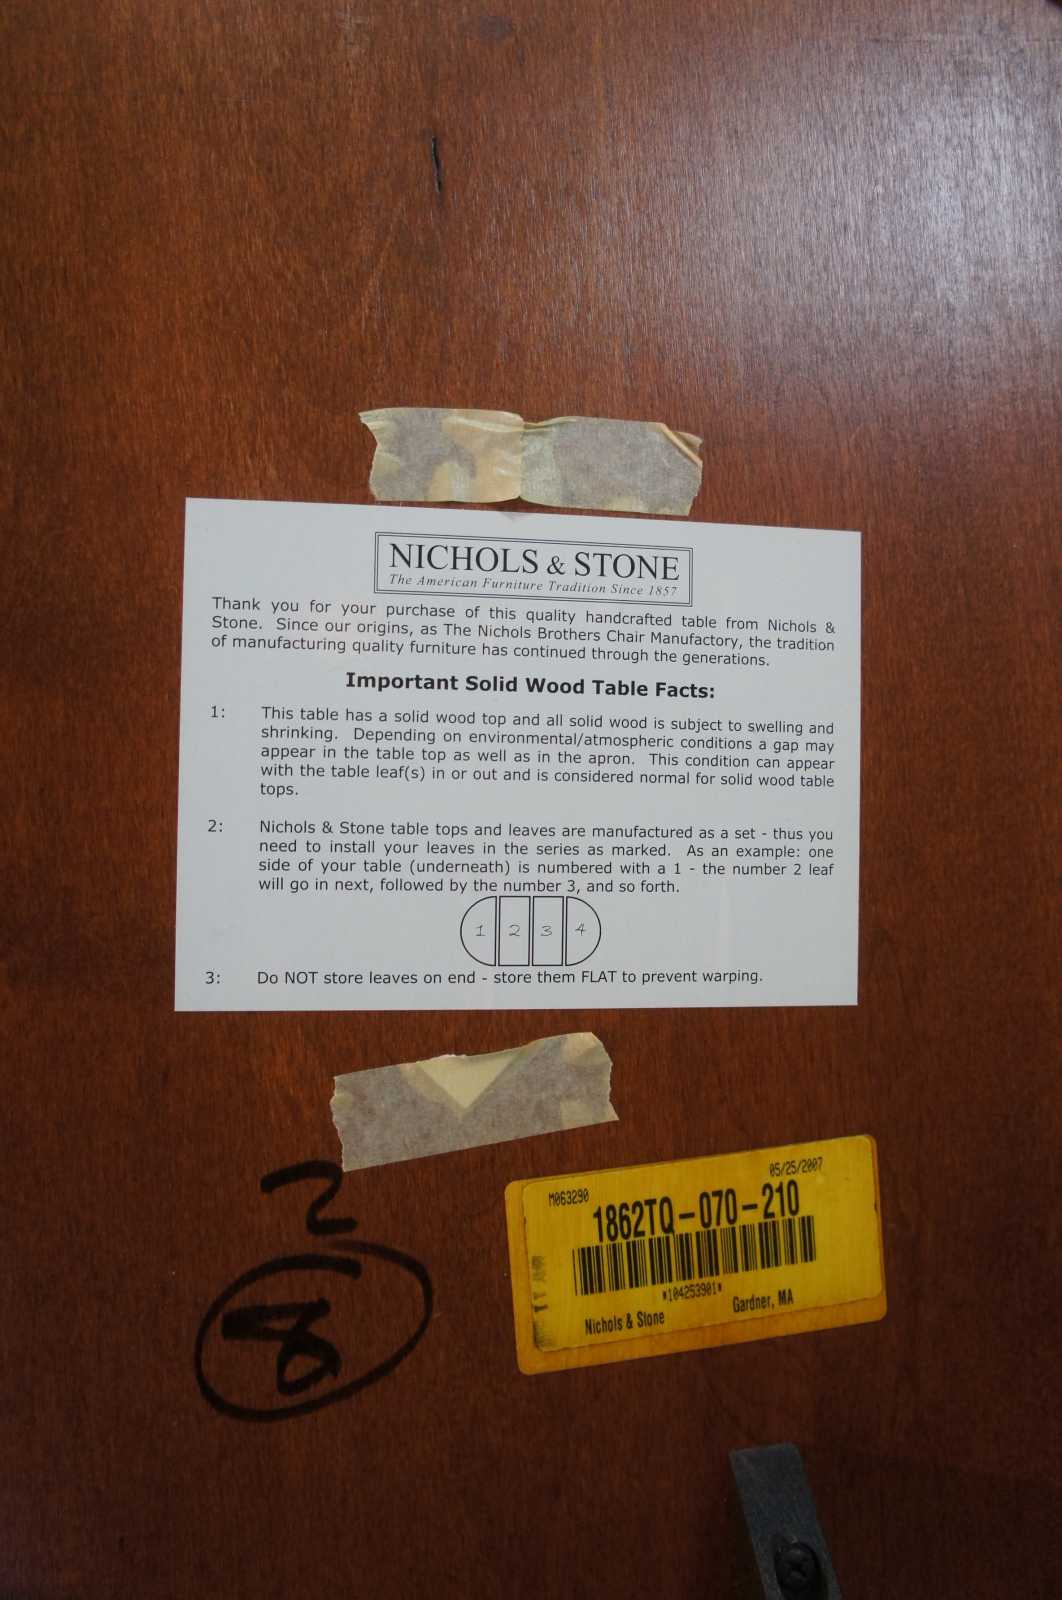 NICHOLS & STONE
The American Furniture Tradition Since 1857
Thank you for your purchase of this quality handcrafted table from Nichols &
Stone. Since our origins, as The Nichols Brothers Chair Manufactory, the tradition
of manufacturing quality furniture has continued through the generations.
Important Solid Wood Table Facts:
1: This table has a solid wood top and all solid wood is subject to swelling and
shrinking. Depending on environmental/atmospheric conditions a gap may
appear in the table top as well as in the apron. This condition can appear
with the table leaf(s) in or out and is considered normal for solid wood table
tops.
2: Nichols & Stone table tops and leaves are manufactured as a set - thus you
need to install your leaves in the series as marked. As an example: one
side of your table (underneath) is numbered with a 1 - the number 2 leaf
will go in next, followed by the number 3, and so forth.
1 2 3 4
3: Do NOT store leaves on end - store them FLAT to prevent warping.
2
8
M063290 05/25/2007
1862TQ-070-210
*104253901*
Nichols & Stone Gardner, MA